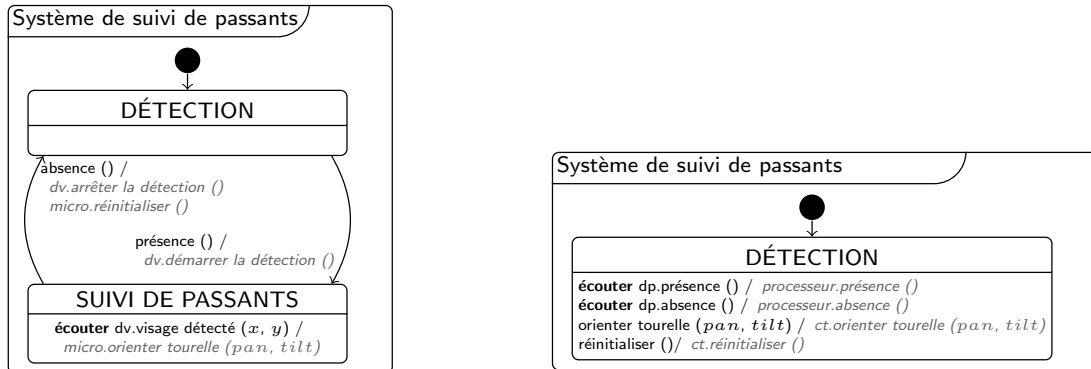 Système de suivi de passants
DÉTECTION
absence () /
dv.arrêter la détection ()
micro.réinitialiser ()
présence () /
dv.démarrer la détection ()
SUIVI DE PASSANTS
écouter dv.visage détecté (x, y) /
micro.orienter tourelle (pan, tilt)
Système de suivi de passants
DÉTECTION
écouter dp.présence () / processeur.présence ()
écouter dp.absence () / processeur.absence ()
orienter tourelle (pan, tilt) / ct.orienter tourelle (pan, tilt)
réinitialiser ()/ ct.réinitialiser ()